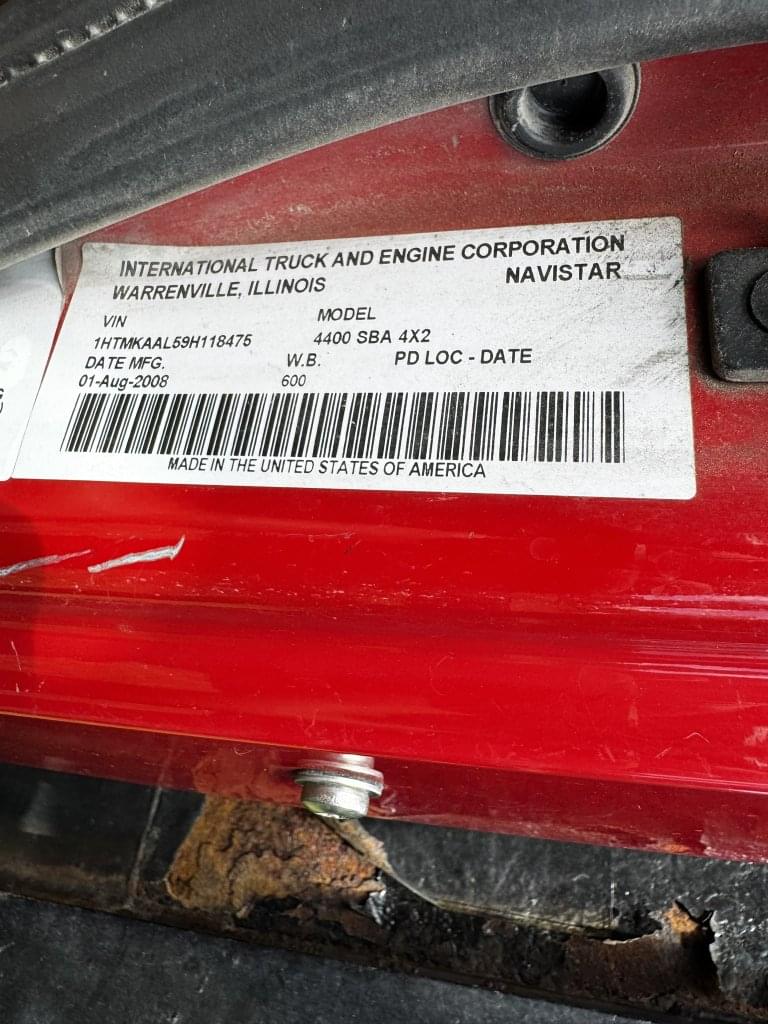 INTERNATIONAL TRUCK AND ENGINE CORPORATION
WARRENVILLE, ILLINOIS NAVISTAR
VIN MODEL
1HTMKAAL59H118475 4400 SBA 4X2
DATE MFG. W.B. PD LOC - DATE
01-Aug-2008 600
MADE IN THE UNITED STATES OF AMERICA